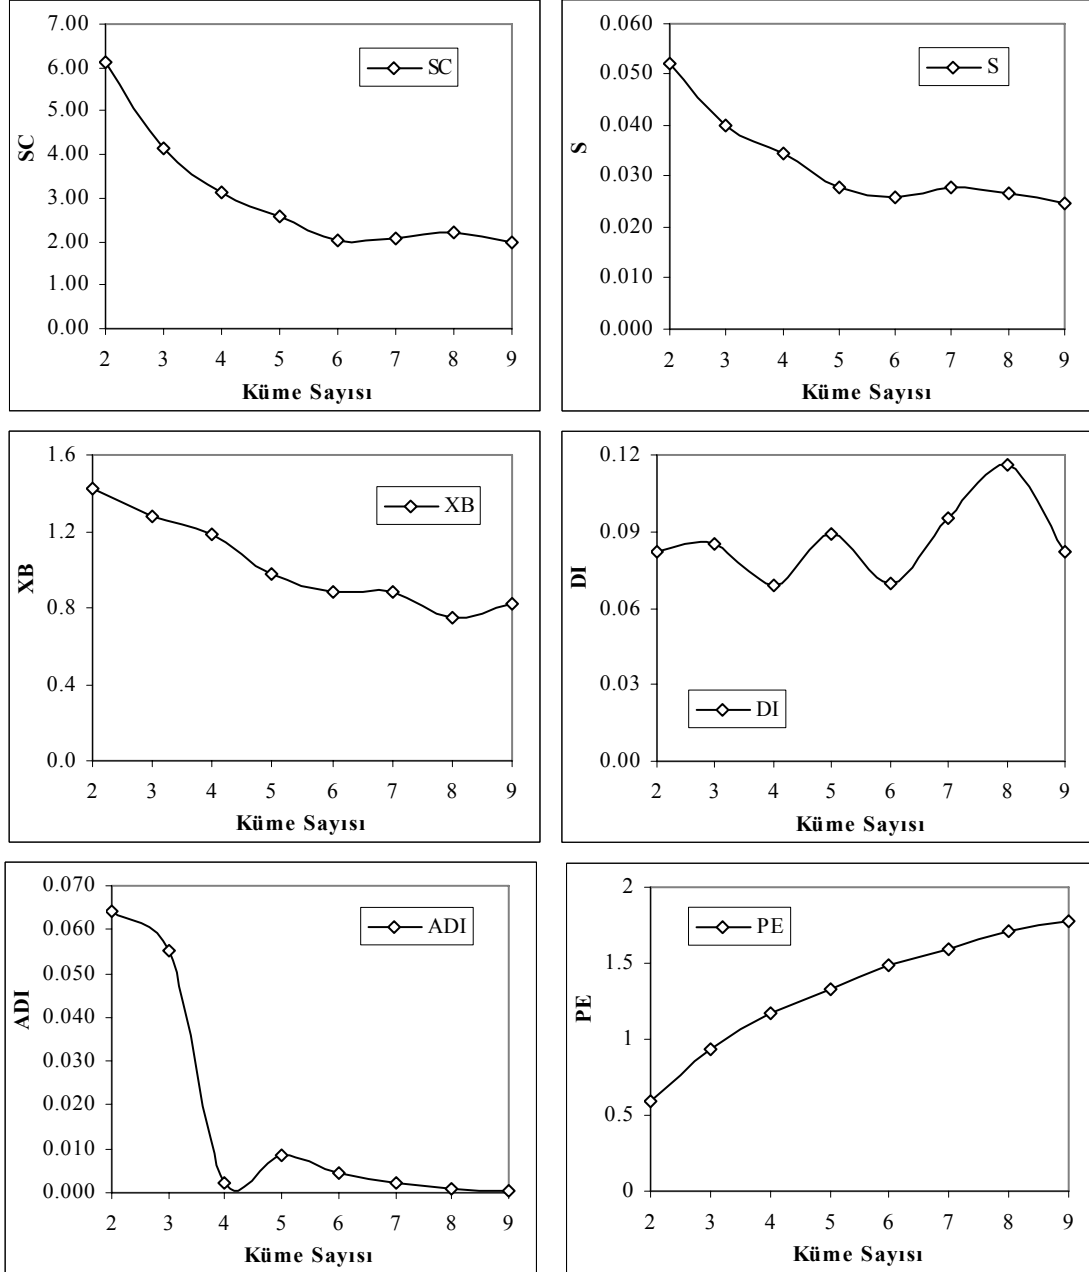 7.00
6.00
5.00
4.00
3.00
2.00
1.00
0.00
SC
SC
2 3 4 5 6 7 8 9
Küme Sayısı
0.060
0.050
0.040
0.030
0.020
0.010
0.000
S
S
2 3 4 5 6 7 8 9
Küme Sayısı
1.6
1.2
0.8
0.4
0.0
XB
XB
2 3 4 5 6 7 8 9
Küme Sayısı
0.12
0.09
0.06
0.03
0.00
DI
DI
2 3 4 5 6 7 8 9
Küme Sayısı
0.070
0.060
0.050
0.040
0.030
0.020
0.010
0.000
ADI
ADI
2 3 4 5 6 7 8 9
Küme Sayısı
2
1.5
1
0.5
0
PE
PE
2 3 4 5 6 7 8 9
Küme Sayısı